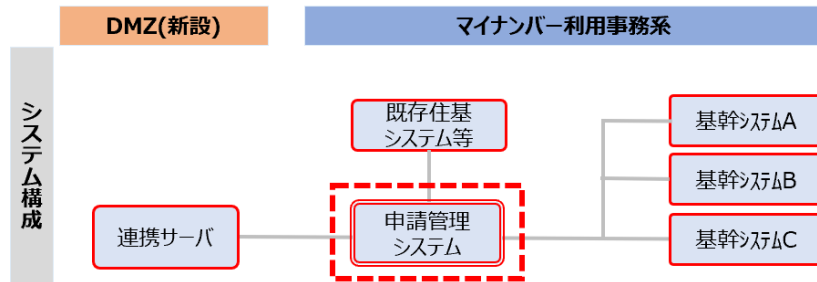 DMZ(新設)
マイナンバー利用事務系
システム構成
既存住基
システム等
基幹システムA
基幹システムB
連携サーバ
申請管理
システム
基幹システムC